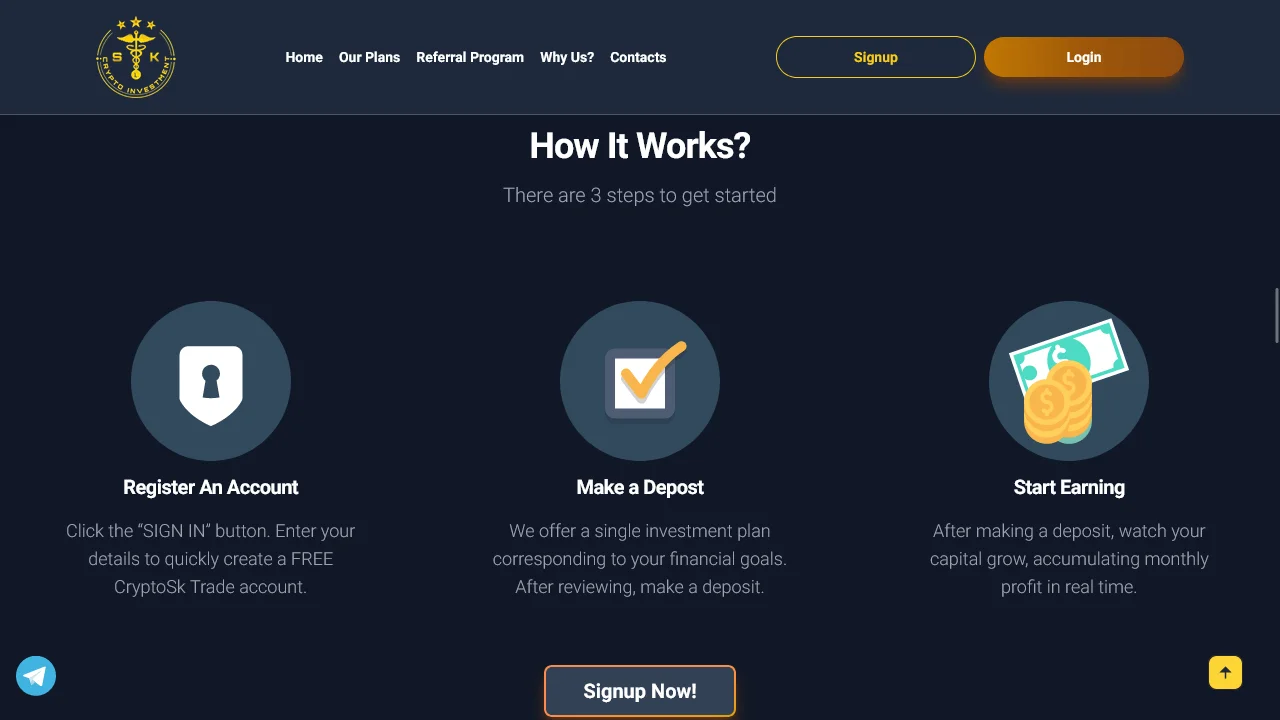 S K
CRYPTO INVESTMENT
Home Our Plans Referral Program Why Us? Contacts
Signup
Login
How It Works?
There are 3 steps to get started
Register An Account
Click the “SIGN IN” button. Enter your
details to quickly create a FREE
CryptoSk Trade account.
Make a Depost
We offer a single investment plan
corresponding to your financial goals.
After reviewing, make a deposit.
Start Earning
After making a deposit, watch your
capital grow, accumulating monthly
profit in real time.
Signup Now!